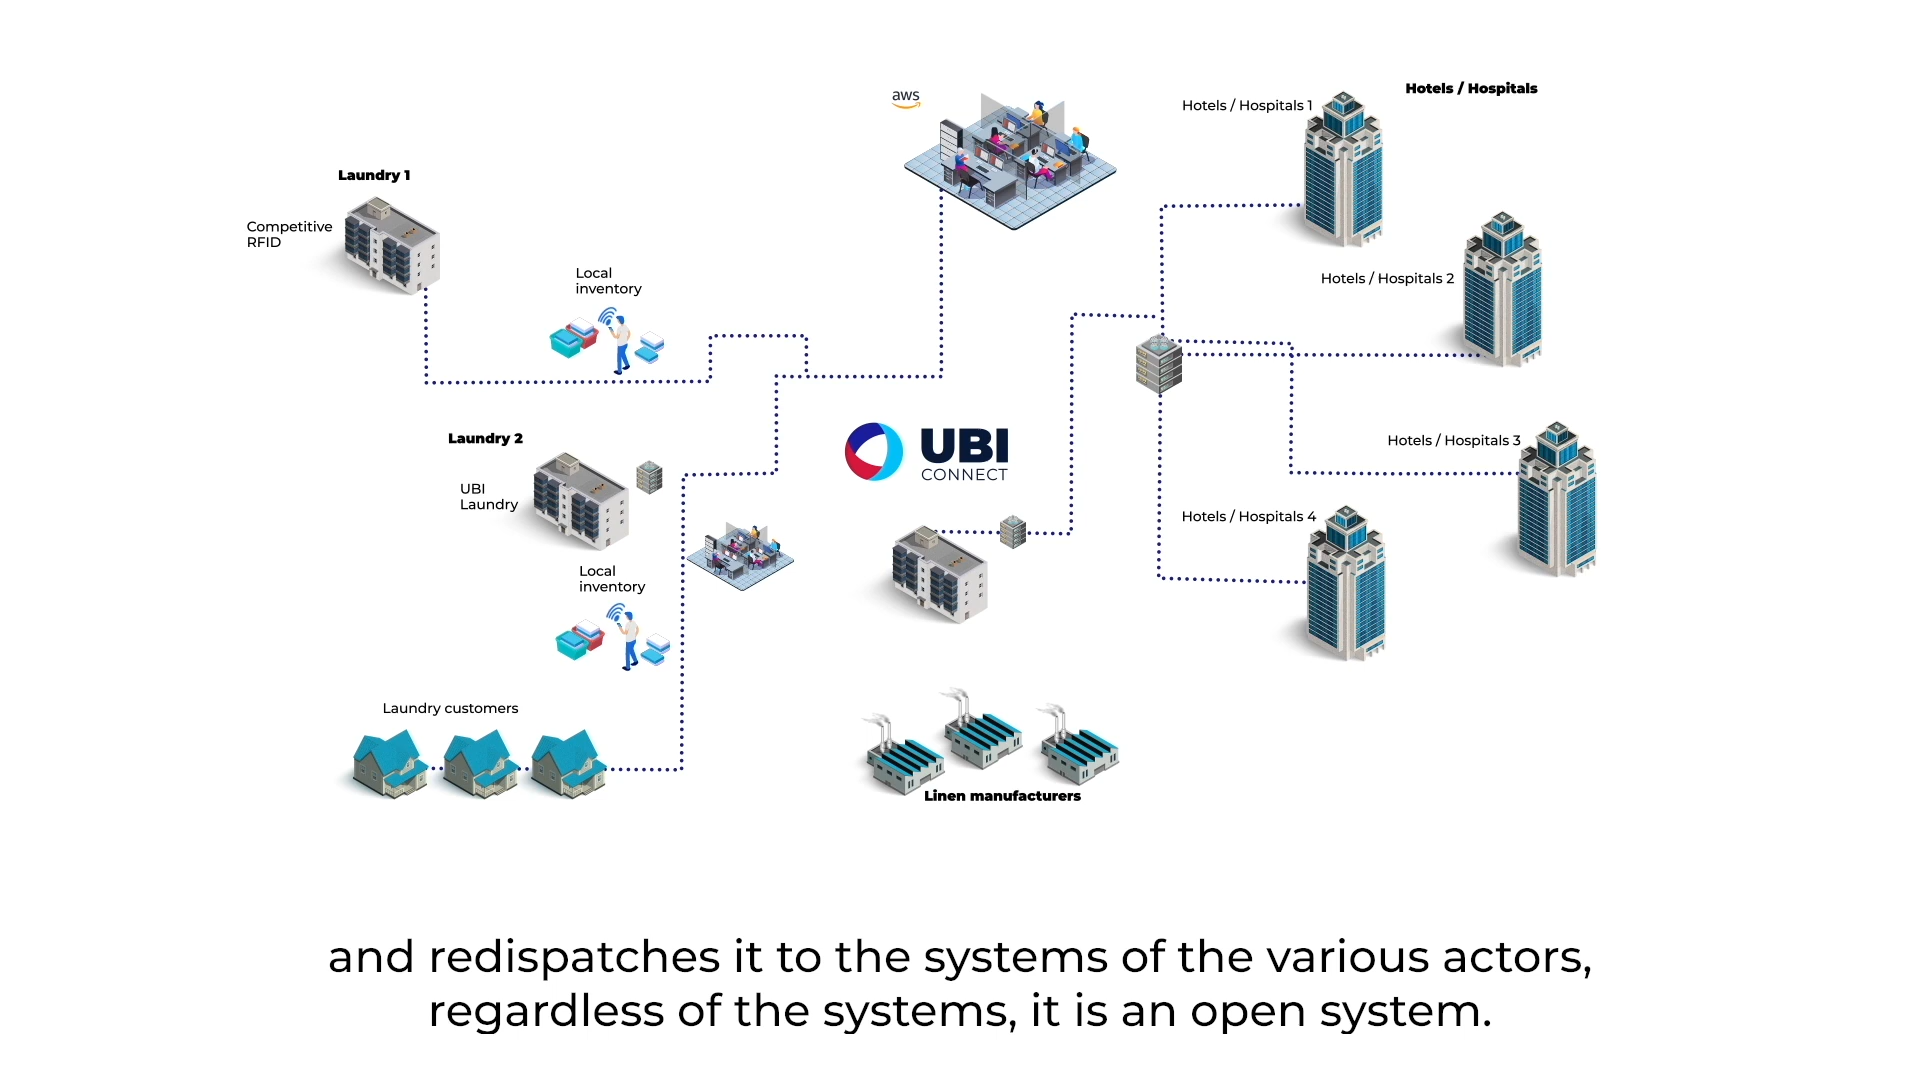 aws
Hotels / Hospitals
Hotels / Hospitals 1
Laundry 1
Competitive
RFID
Local
inventory
Hotels / Hospitals 2
Laundry 2
UBI
Laundry
UBI
CONNECT
Hotels / Hospitals 3
Hotels / Hospitals 4
Local
inventory
Laundry customers
Linen manufacturers
and redispatches it to the systems of the various actors,
regardless of the systems, it is an open system.